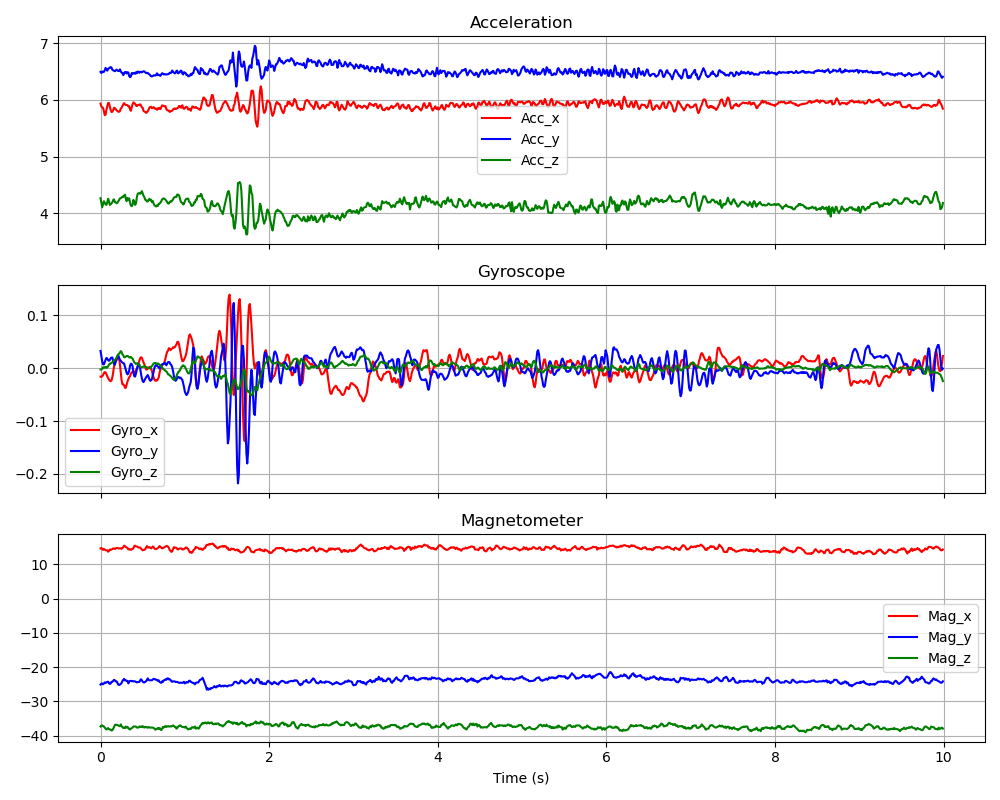 Acceleration
7
6
5
4
Acc_x
Acc_y
Acc_z
Gyroscope
0.1
0.0
−0.1
−0.2
Gyro_x
Gyro_y
Gyro_z
Magnetometer
10
0
−10
−20
−30
−40
Mag_x
Mag_y
Mag_z
0 2 4 6 8 10
Time (s)